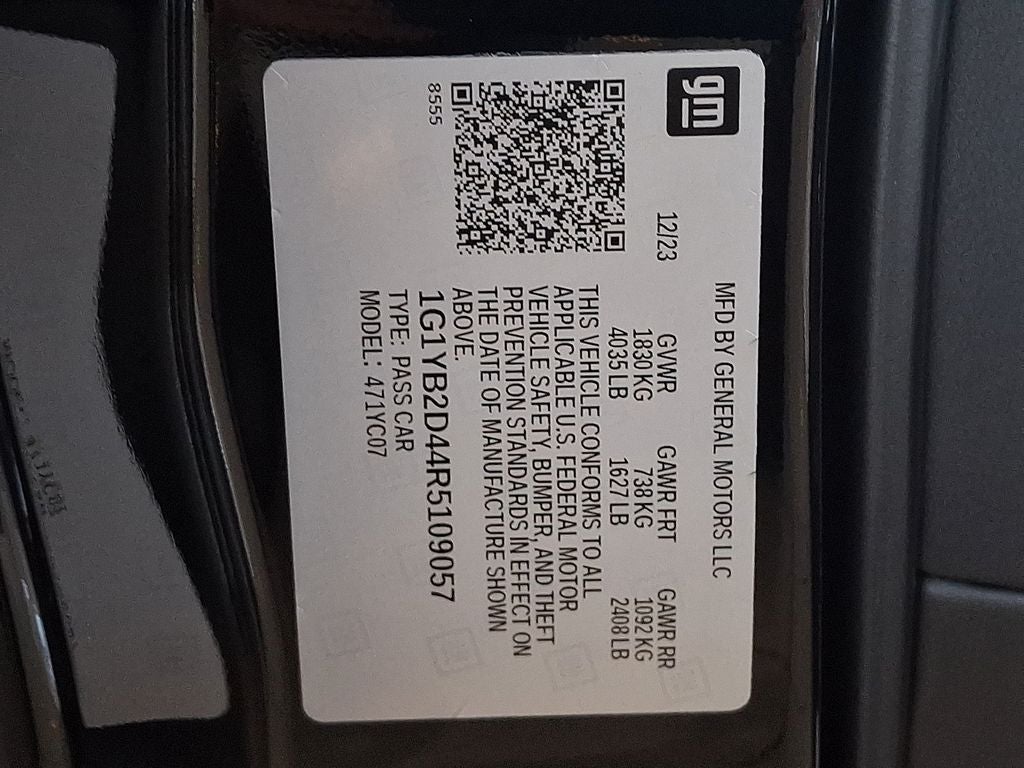 gm
MFD BY GENERAL MOTORS LLC
12/23 GVWR GAWR FRT GAWR RR
1830 KG 738 KG 1092 KG
4035 LB 1627 LB 2408 LB
THIS VEHICLE CONFORMS TO ALL
APPLICABLE U.S. FEDERAL MOTOR
VEHICLE SAFETY, BUMPER, AND THEFT
PREVENTION STANDARDS IN EFFECT ON
THE DATE OF MANUFACTURE SHOWN
ABOVE.
8555
1G1YB2D44R5109057
TYPE: PASS CAR
MODEL: 471YC07